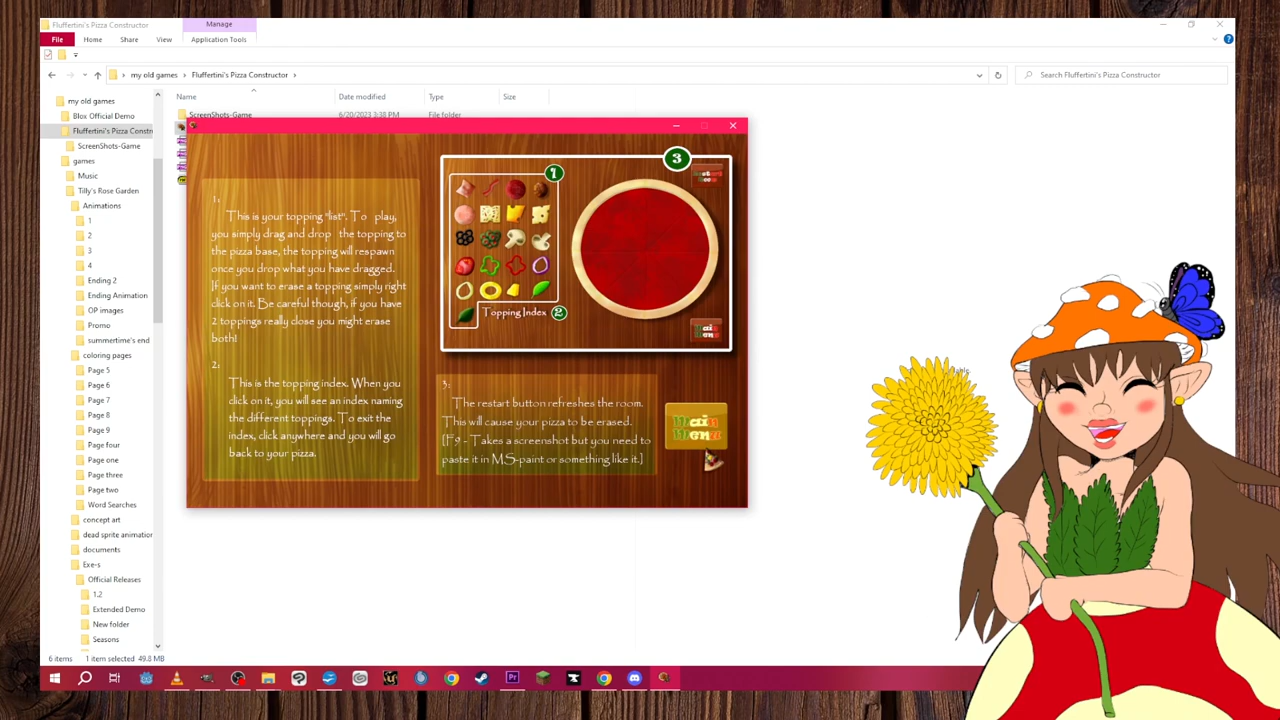 Fluffertini's Pizza Constructor
Manage
File
Home
Share
View
Application Tools
my old games
Fluffertini's Pizza Constructor
Search Fluffertini's Pizza Constructor
Name
Date modified
Type
Size
ScreenShots-Game
6/20/2023 3:38 PM
File folder
my old games
Blox Official Demo
Fluffertini's Pizza Constr
ScreenShots-Game
games
Music
Tilly's Rose Garden
Animations
1
2
3
4
Ending 2
Ending Animation
OP images
Promo
summertime's end
coloring pages
Page 5
Page 6
Page 7
Page 8
Page 9
Page four
Page one
Page three
Page two
Word Searches
concept art
dead sprite animation
documents
Exe-s
Official Releases
1.2
Extended Demo
New folder
Seasons
1:
This is your topping "list". To play,
you simply drag and drop the topping to
the pizza base, the topping will respawn
once you drop what you have dragged.
If you want to erase a topping simply right
click on it. Be careful though, if you have
2 toppings really close you might erase
both!
2:
This is the topping index. When you
click on it, you will see an index naming
the different toppings. To exit the
index, click anywhere and you will go
back to your pizza.
1
3
Topping Index 2
Main
Menu
3:
The restart button refreshes the room.
This will cause your pizza to be erased.
[F9 - Takes a screenshot but you need to
paste it in MS-paint or something like it.]
Main
Menu
6 items
1 item selected 49.8 MB
Pr